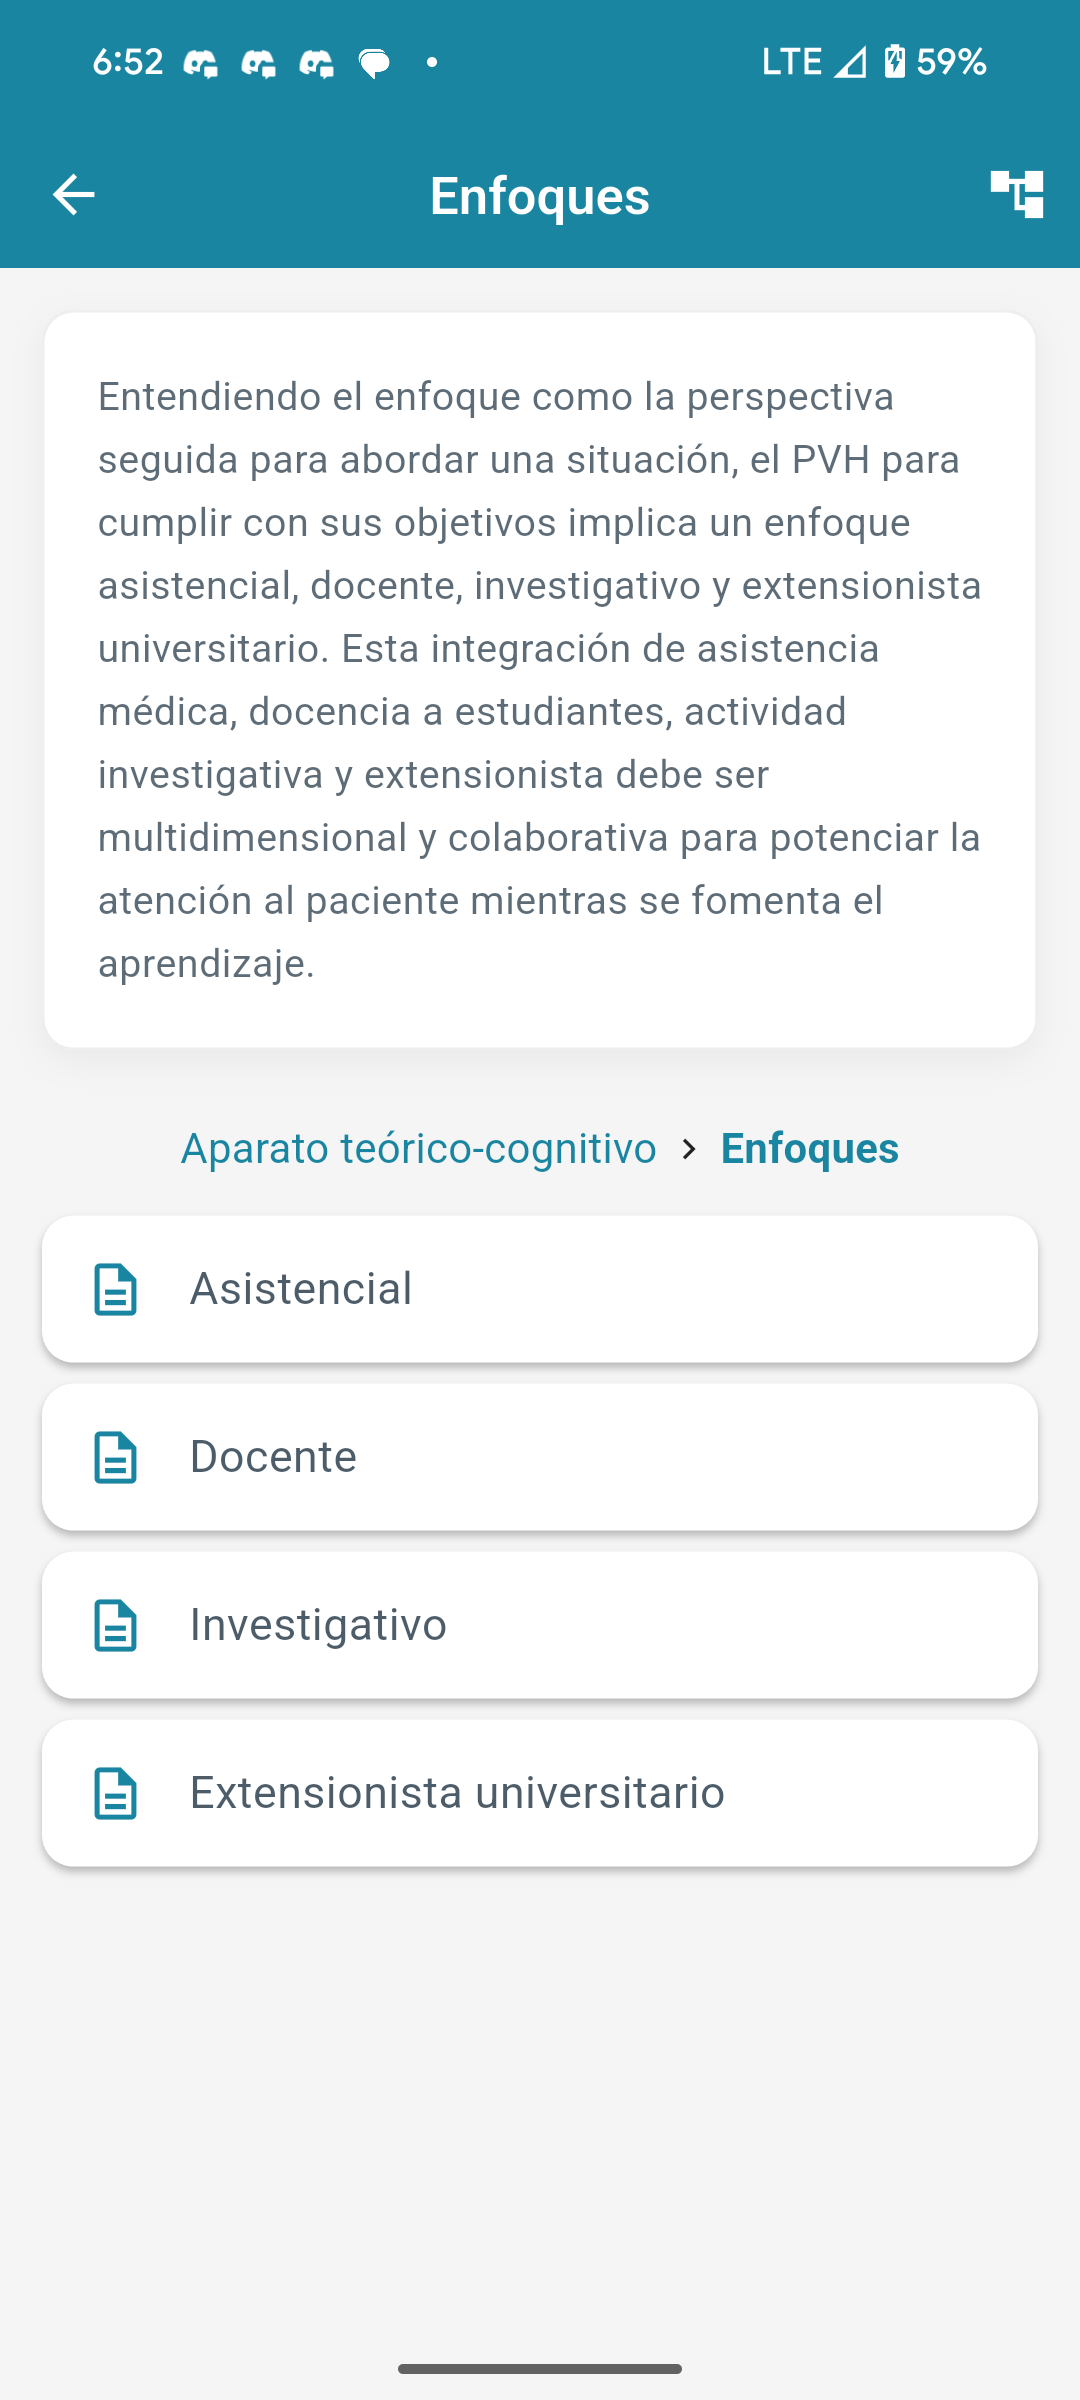 6:52
LTE 59%
Enfoques
Entendiendo el enfoque como la perspectiva
seguida para abordar una situación, el PVH para
cumplir con sus objetivos implica un enfoque
asistencial, docente, investigativo y extensionista
universitario. Esta integración de asistencia
médica, docencia a estudiantes, actividad
investigativa y extensionista debe ser
multidimensional y colaborativa para potenciar la
atención al paciente mientras se fomenta el
aprendizaje.
Aparato teórico-cognitivo > Enfoques
Asistencial
Docente
Investigativo
Extensionista universitario